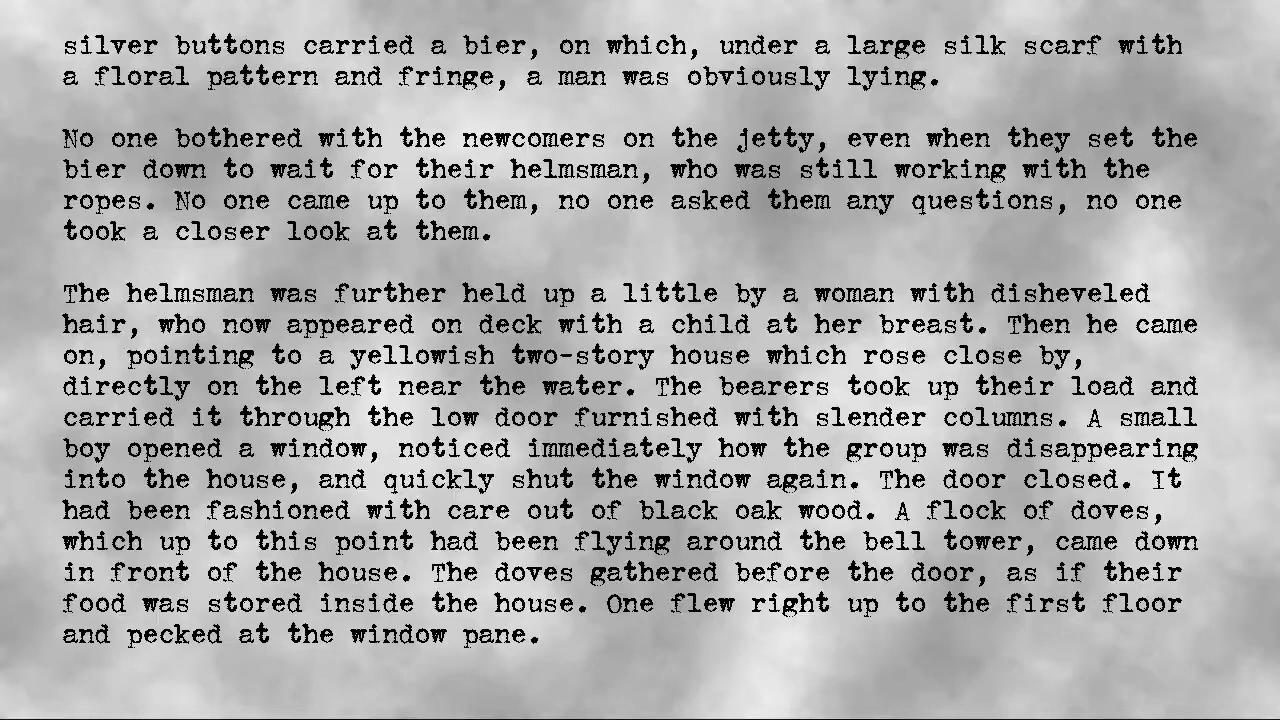 silver buttons carried a bier, on which, under a large silk scarf with
a floral pattern and fringe, a man was obviously lying.
No one bothered with the newcomers on the jetty, even when they set the
bier down to wait for their helmsman, who was still working with the
ropes. No one came up to them, no one asked them any questions, no one
took a closer look at them.
The helmsman was further held up a little by a woman with disheveled
hair, who now appeared on deck with a child at her breast. Then he came
on, pointing to a yellowish two-story house which rose close by,
directly on the left near the water. The bearers took up their load and
carried it through the low door furnished with slender columns. A small
boy opened a window, noticed immediately how the group was disappearing
into the house, and quickly shut the window again. The door closed. It
had been fashioned with care out of black oak wood. A flock of doves,
which up to this point had been flying around the bell tower, came down
in front of the house. The doves gathered before the door, as if their
food was stored inside the house. One flew right up to the first floor
and pecked at the window pane.